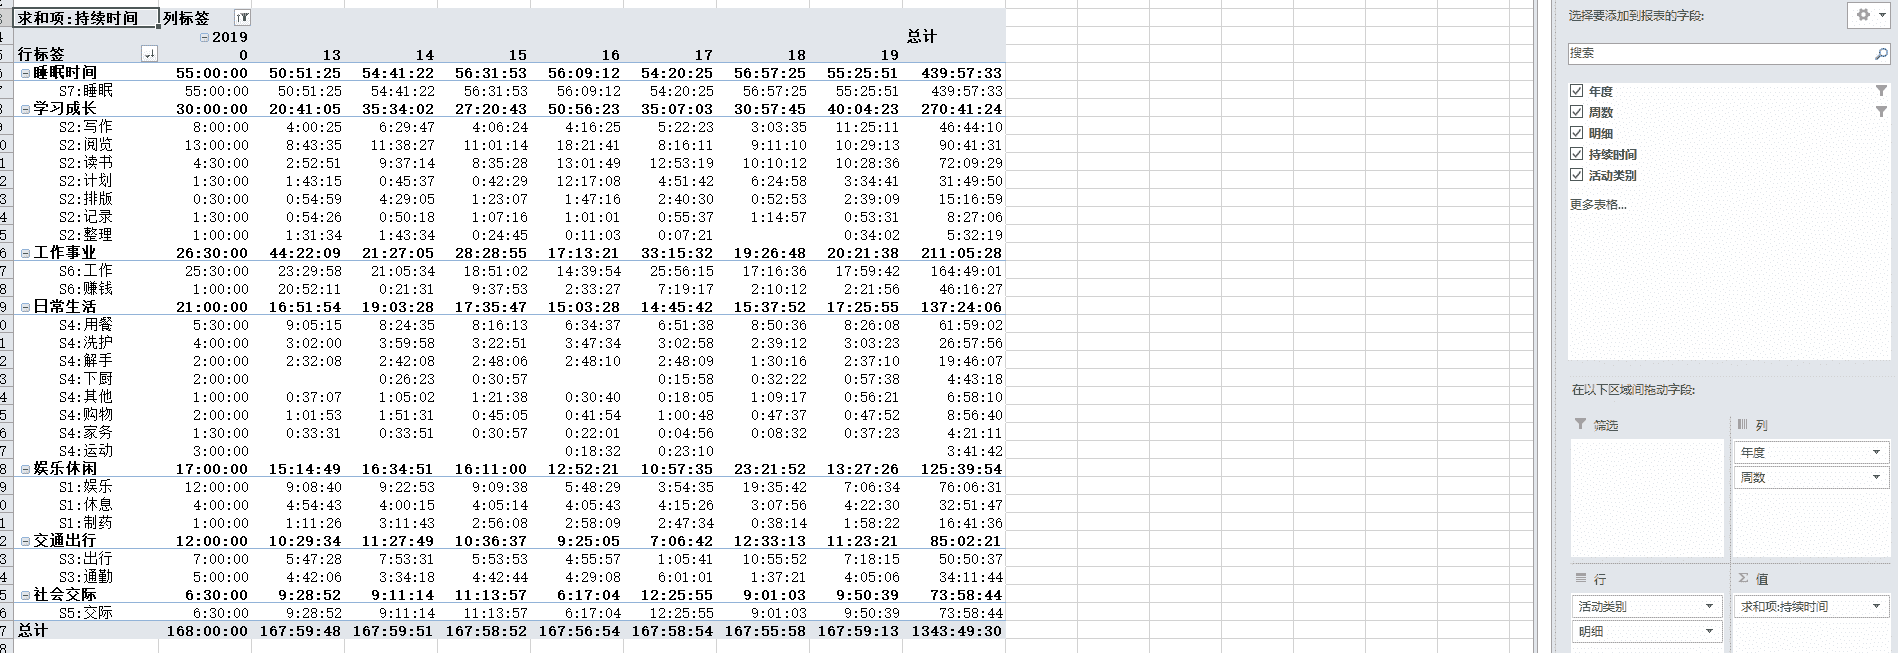 求和项:持续时间 列标签
2019 总计
行标签 0 13 14 15 16 17 18 19
睡眠时间 55:00:00 50:51:25 54:41:22 56:31:53 56:09:12 54:20:25 56:57:25 55:25:51 439:57:33
S7:睡眠 55:00:00 50:51:25 54:41:22 56:31:53 56:09:12 54:20:25 56:57:25 55:25:51 439:57:33
学习成长 30:00:00 20:41:05 35:34:02 27:20:43 50:56:23 35:07:03 30:57:45 40:04:23 270:41:24
S2:写作 8:00:00 4:00:25 6:29:47 4:06:24 4:16:25 5:22:23 3:03:35 11:25:11 46:44:10
S2:阅览 13:00:00 8:43:35 11:38:27 11:01:14 18:21:41 8:16:11 9:11:10 10:29:13 90:41:31
S2:读书 4:30:00 2:52:51 9:37:14 8:35:28 13:01:49 12:53:19 10:10:12 10:28:36 72:09:29
S2:计划 1:30:00 1:43:15 0:45:37 0:42:29 12:17:08 4:51:42 6:24:58 3:34:41 31:49:50
S2:排版 0:30:00 0:54:59 4:29:05 1:23:07 1:47:16 2:40:30 0:52:53 2:39:09 15:16:59
S2:记录 1:30:00 0:54:26 0:50:18 1:07:16 1:01:01 0:55:37 1:14:57 0:53:31 8:27:06
S2:整理 1:00:00 1:31:34 1:43:34 0:24:45 0:11:03 0:07:21 0:34:02 5:32:19
工作事业 26:30:00 44:22:09 21:27:05 28:28:55 17:13:21 33:15:32 19:26:48 20:21:38 211:05:28
S6:工作 25:30:00 23:29:58 21:05:34 18:51:02 14:39:54 25:56:15 17:16:36 17:59:42 164:49:01
S6:赚钱 1:00:00 20:52:11 0:21:31 9:37:53 2:33:27 7:19:17 2:10:12 2:21:56 46:16:27
日常生活 21:00:00 16:51:54 19:03:28 17:35:47 15:03:28 14:45:42 15:37:52 17:25:55 137:24:06
S4:用餐 5:30:00 9:05:15 8:24:35 8:16:13 6:34:37 6:51:38 8:50:36 8:26:08 61:59:02
S4:洗护 4:00:00 3:02:00 3:59:58 3:22:51 3:47:34 3:02:58 2:39:12 3:03:23 26:57:56
S4:解手 2:00:00 2:32:08 2:42:08 2:48:06 2:48:10 2:48:09 1:30:16 2:37:10 19:46:07
S4:下厨 2:00:00 0:26:23 0:30:57 0:15:58 0:32:22 0:57:38 4:43:18
S4:其他 1:00:00 0:37:07 1:05:02 1:21:38 0:30:40 0:18:05 1:09:17 0:56:21 6:58:10
S4:购物 2:00:00 1:01:53 1:51:31 0:45:05 0:41:54 1:00:48 0:47:37 0:47:52 8:56:40
S4:家务 1:30:00 0:33:31 0:33:51 0:30:57 0:22:01 0:04:56 0:08:32 0:37:23 4:21:11
S4:运动 3:00:00 0:18:32 0:23:10 3:41:42
娱乐休闲 17:00:00 15:14:49 16:34:51 16:11:00 12:52:21 10:57:35 23:21:52 13:27:26 125:39:54
S1:娱乐 12:00:00 9:08:40 9:22:53 9:09:38 5:48:29 3:54:35 19:35:42 7:06:34 76:06:31
S1:休息 4:00:00 4:54:43 4:00:15 4:05:14 4:05:43 4:15:26 3:07:56 4:22:30 32:51:47
S1:制药 1:00:00 1:11:26 3:11:43 2:56:08 2:58:09 2:47:34 0:38:14 1:58:22 16:41:36
交通出行 12:00:00 10:29:34 11:27:49 10:36:37 9:25:05 7:06:42 12:33:13 11:23:21 85:02:21
S3:出行 7:00:00 5:47:28 7:53:31 5:53:53 4:55:57 1:05:41 10:55:52 7:18:15 50:50:37
S3:通勤 5:00:00 4:42:06 3:34:18 4:42:44 4:29:08 6:01:01 1:37:21 4:05:06 34:11:44
社会交际 6:30:00 9:28:52 9:11:14 11:13:57 6:17:04 12:25:55 9:01:03 9:50:39 73:58:44
S5:交际 6:30:00 9:28:52 9:11:14 11:13:57 6:17:04 12:25:55 9:01:03 9:50:39 73:58:44
总计 168:00:00 167:59:48 167:59:51 167:58:52 167:56:54 167:58:54 167:55:58 167:59:13 1343:49:30
选择要添加到报表的字段:
搜索
年度
周数
明细
持续时间
活动类别
更多表格...
在以下区域间拖动字段:
筛选
列
年度
周数
行
Σ 值
活动类别
求和项:持续时间
明细